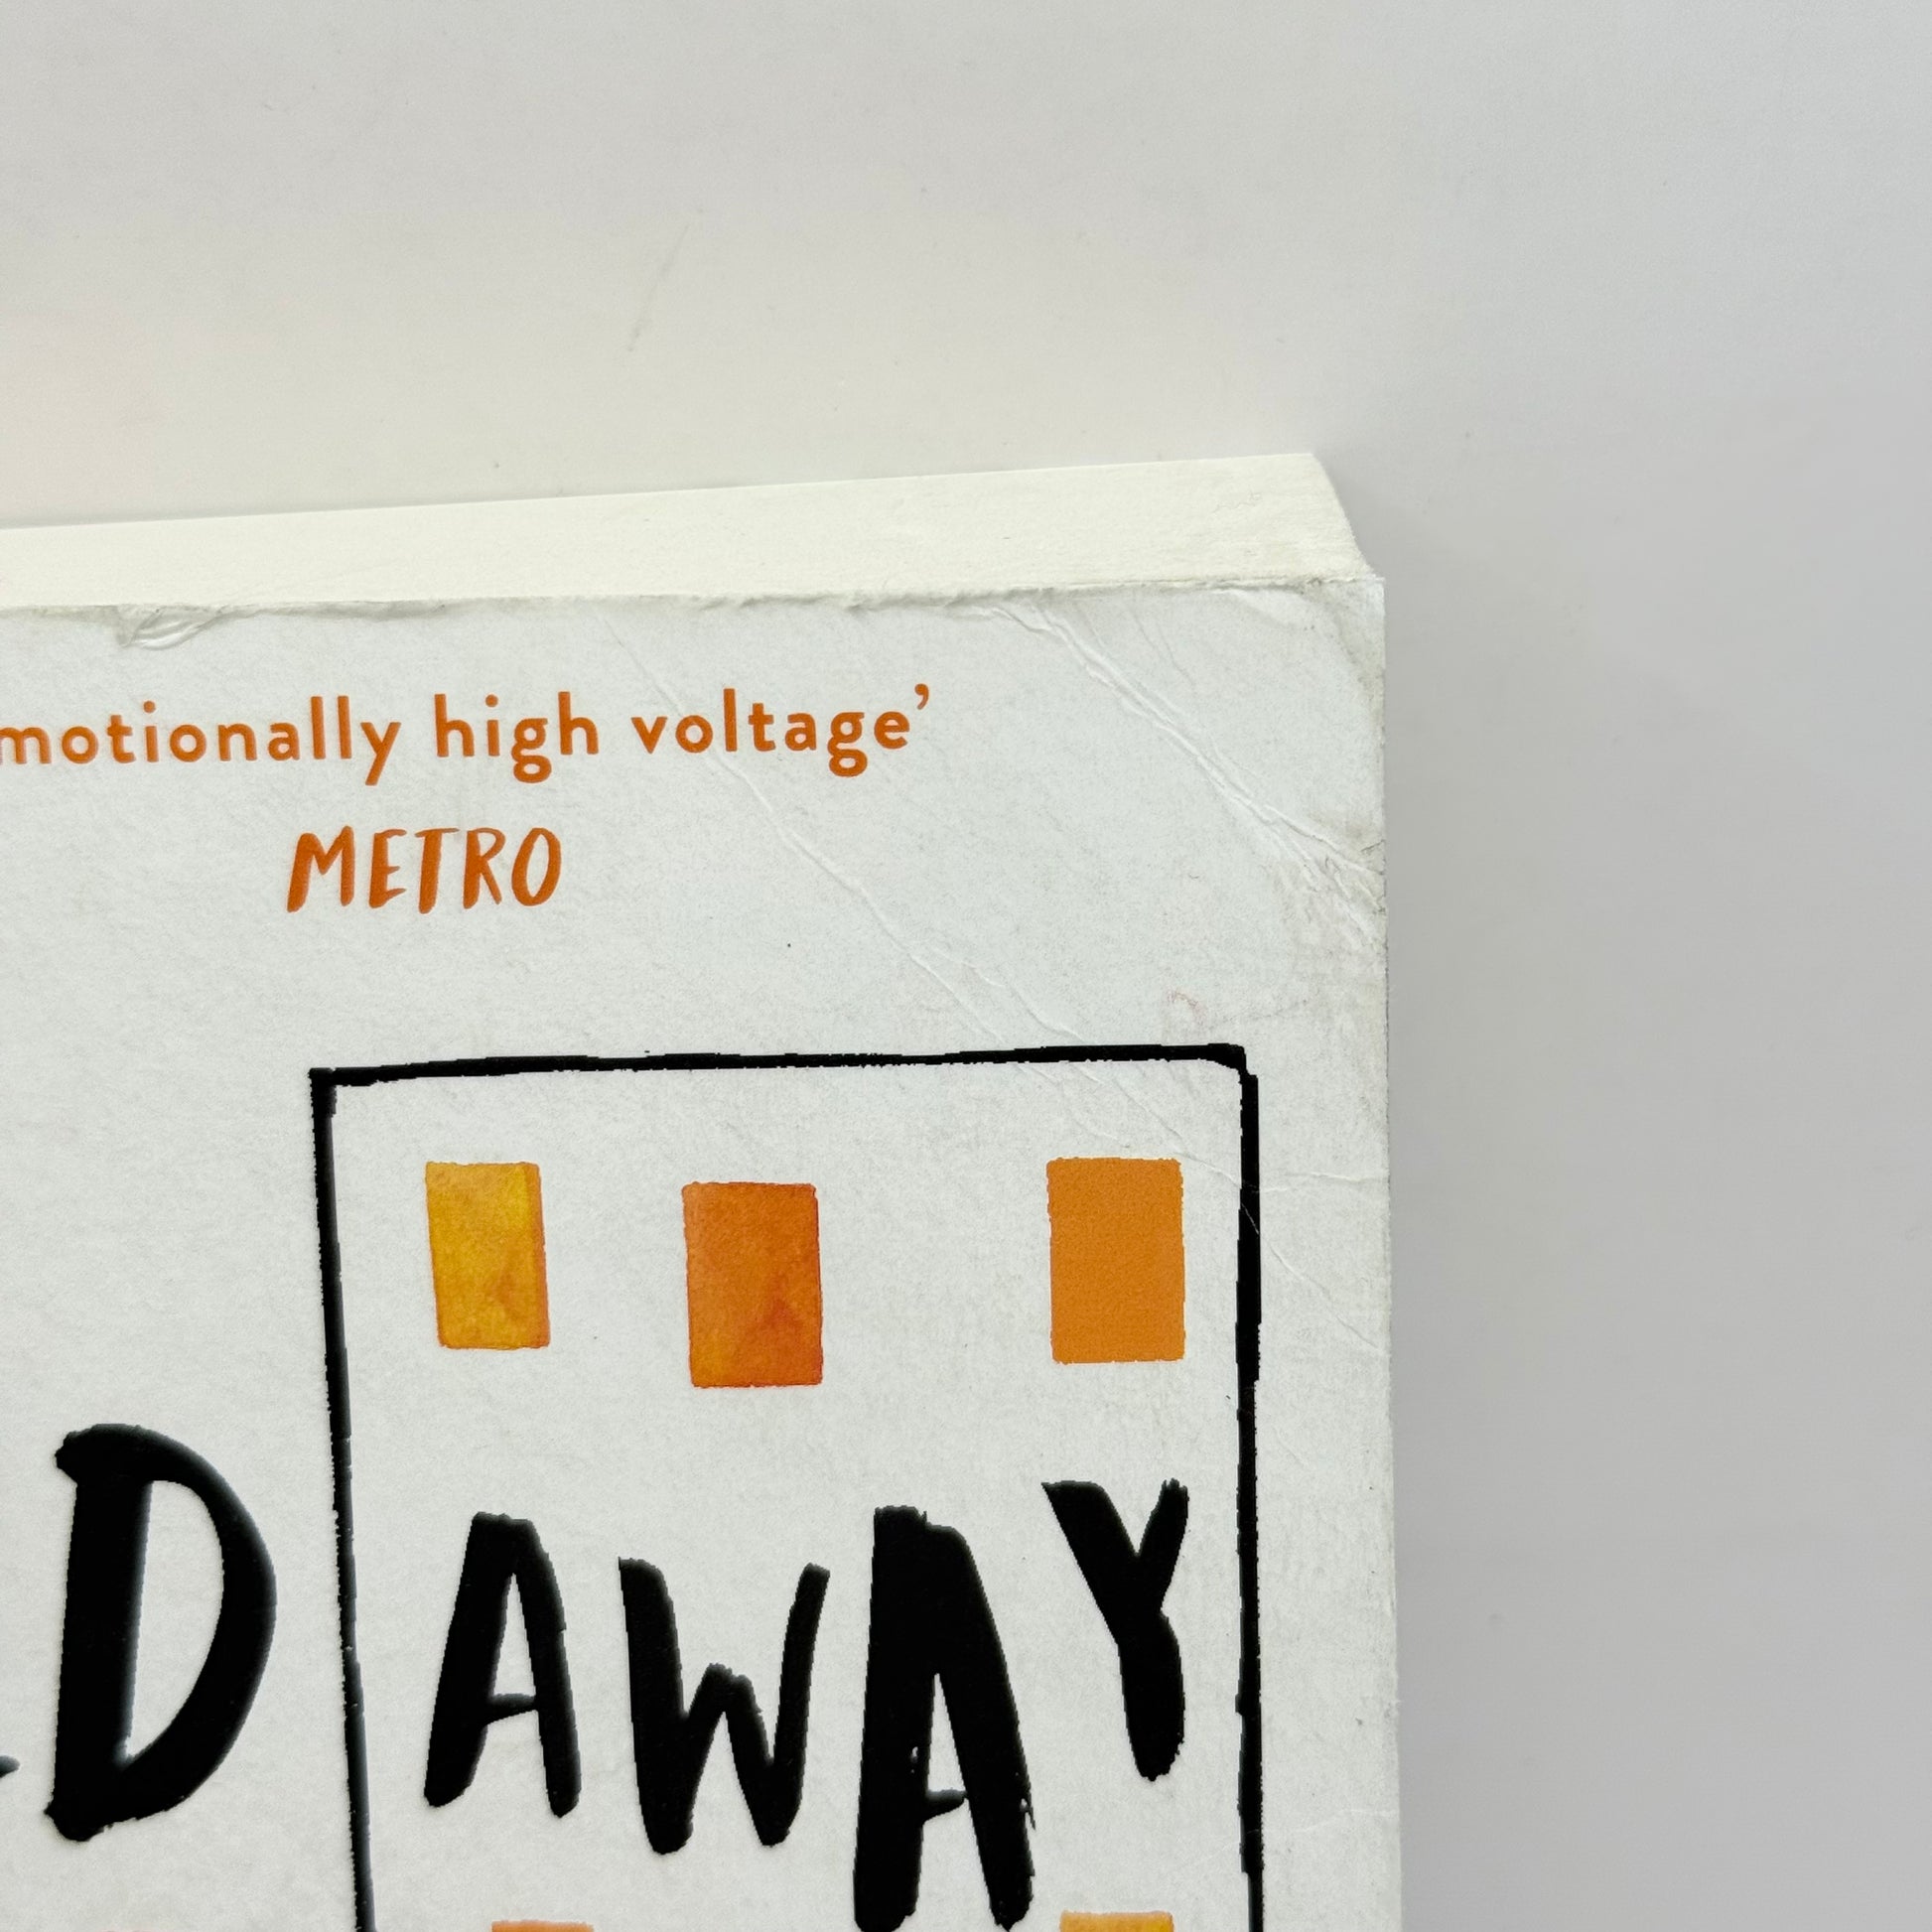 motionally high voltage’
METRO
D AWAY